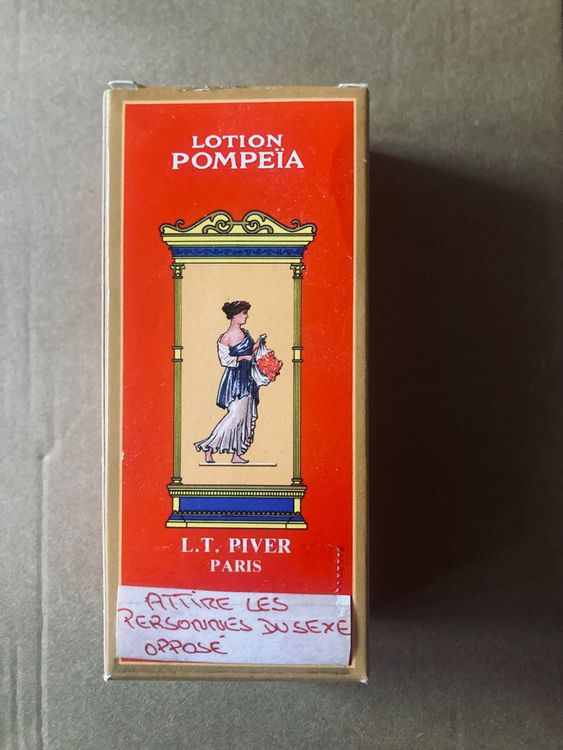 LOTION
POMPEÏA
L.T. PIVER
PARIS
ATTIRE LES
PERSONNES DU SEXE
OPPOSÉ